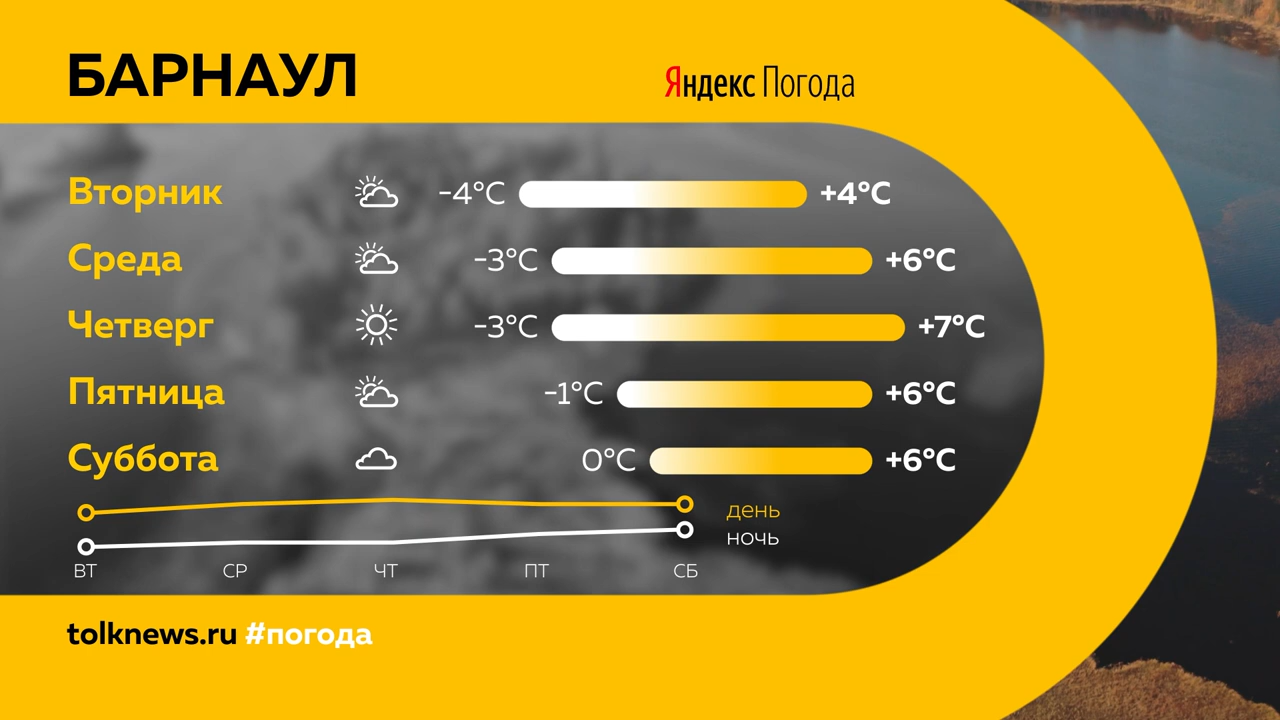 БАРНАУЛ
Яндекс Погода
Вторник -4°C +4°C
Среда -3°C +6°C
Четверг -3°C +7°C
Пятница -1°C +6°C
Суббота 0°C +6°C
день
ночь
ВТ СР ЧТ ПТ СБ
tolknews.ru #погода